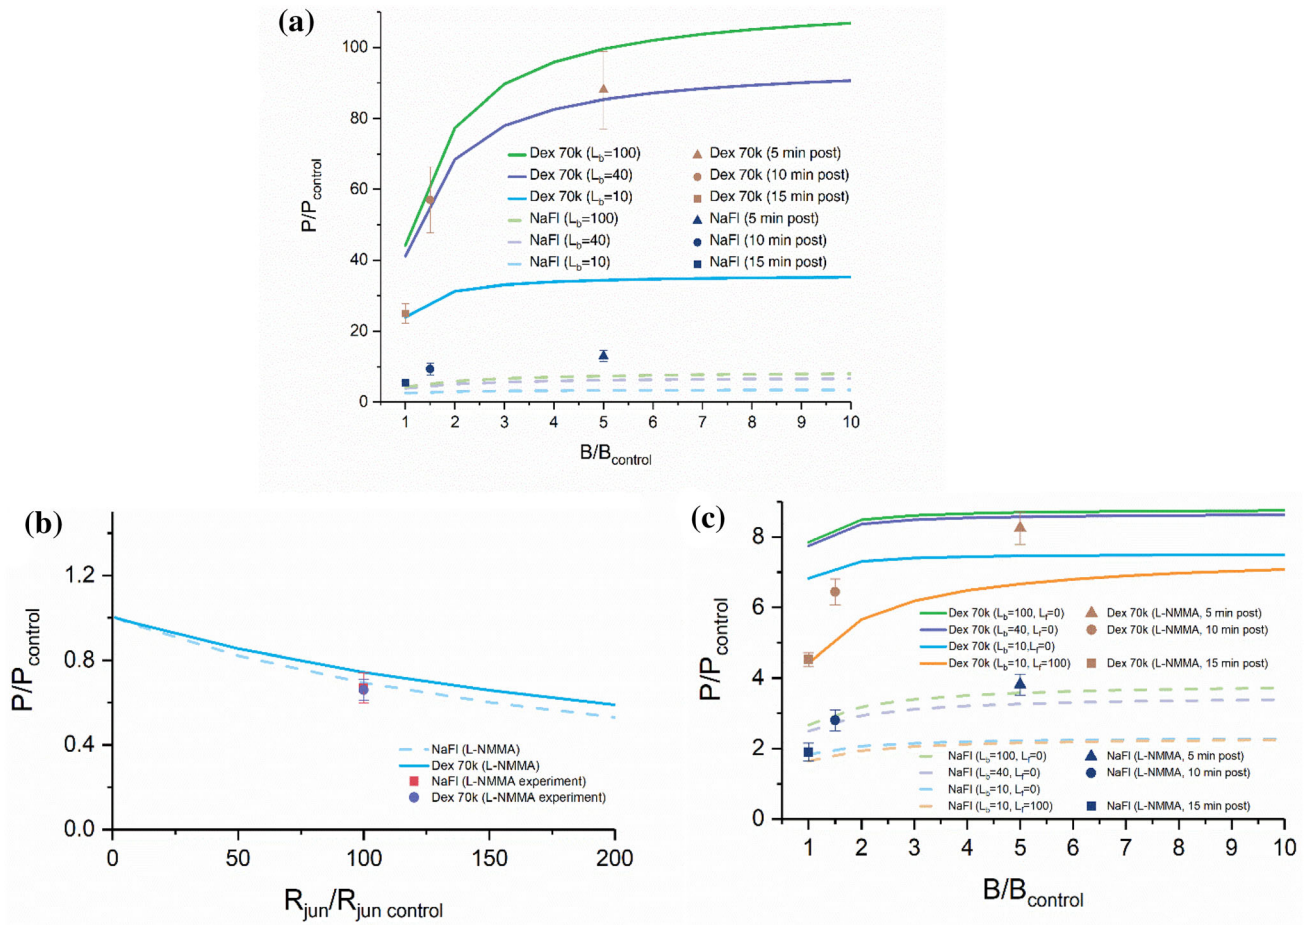 (a)
P/Pcontrol
100
80
60
40
20
0
Dex 70k (Lb=100)
Dex 70k (Lb=40)
Dex 70k (Lb=10)
NaFl (Lb=100)
NaFl (Lb=40)
NaFl (Lb=10)
Dex 70k (5 min post)
Dex 70k (10 min post)
Dex 70k (15 min post)
NaFl (5 min post)
NaFl (10 min post)
NaFl (15 min post)
1 2 3 4 5 6 7 8 9 10
B/Bcontrol
(b)
P/Pcontrol
1.2
0.8
0.4
0.0
NaFl (L-NMMA)
Dex 70k (L-NMMA)
NaFl (L-NMMA experiment)
Dex 70k (L-NMMA experiment)
0 50 100 150 200
Rjun/Rjun control
(c)
P/Pcontrol
8
6
4
2
0
Dex 70k (Lb=100, Lf=0)
Dex 70k (Lb=40, Lf=0)
Dex 70k (Lb=10,Lf=0)
Dex 70k (Lb=10, Lf=100)
Dex 70k (L-NMMA, 5 min post)
Dex 70k (L-NMMA, 10 min post)
Dex 70k (L-NMMA, 15 min post)
NaFl (Lb=100, Lf=0)
NaFl (Lb=40, Lf=0)
NaFl (Lb=10, Lf=0)
NaFl (Lb=10, Lf=100)
NaFl (L-NMMA, 5 min post)
NaFl (L-NMMA, 10 min post)
NaFl (L-NMMA, 15 min post)
1 2 3 4 5 6 7 8 9 10
B/Bcontrol